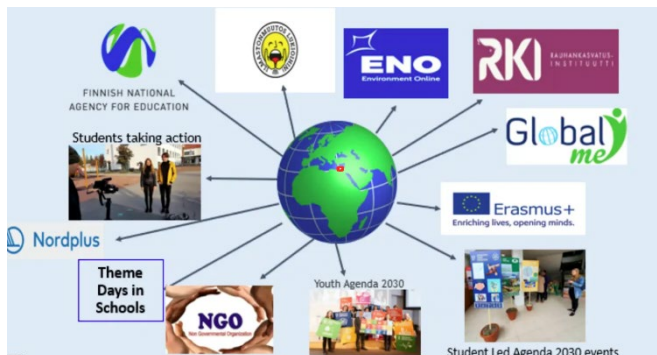 FINNISH NATIONAL
AGENCY FOR EDUCATION
ILMASTONMUUTOS LUKIOIHIN!
ENO
Environment Online
RKI
RAUHANKASVATUS-
INSTITUUTTI
Global
me
Students taking action
Erasmus+
Enriching lives, opening minds.
Nordplus
Theme
Days in
Schools
NGO
Non Governmental Organization
Youth Agenda 2030
Student Led Agenda 2030 events